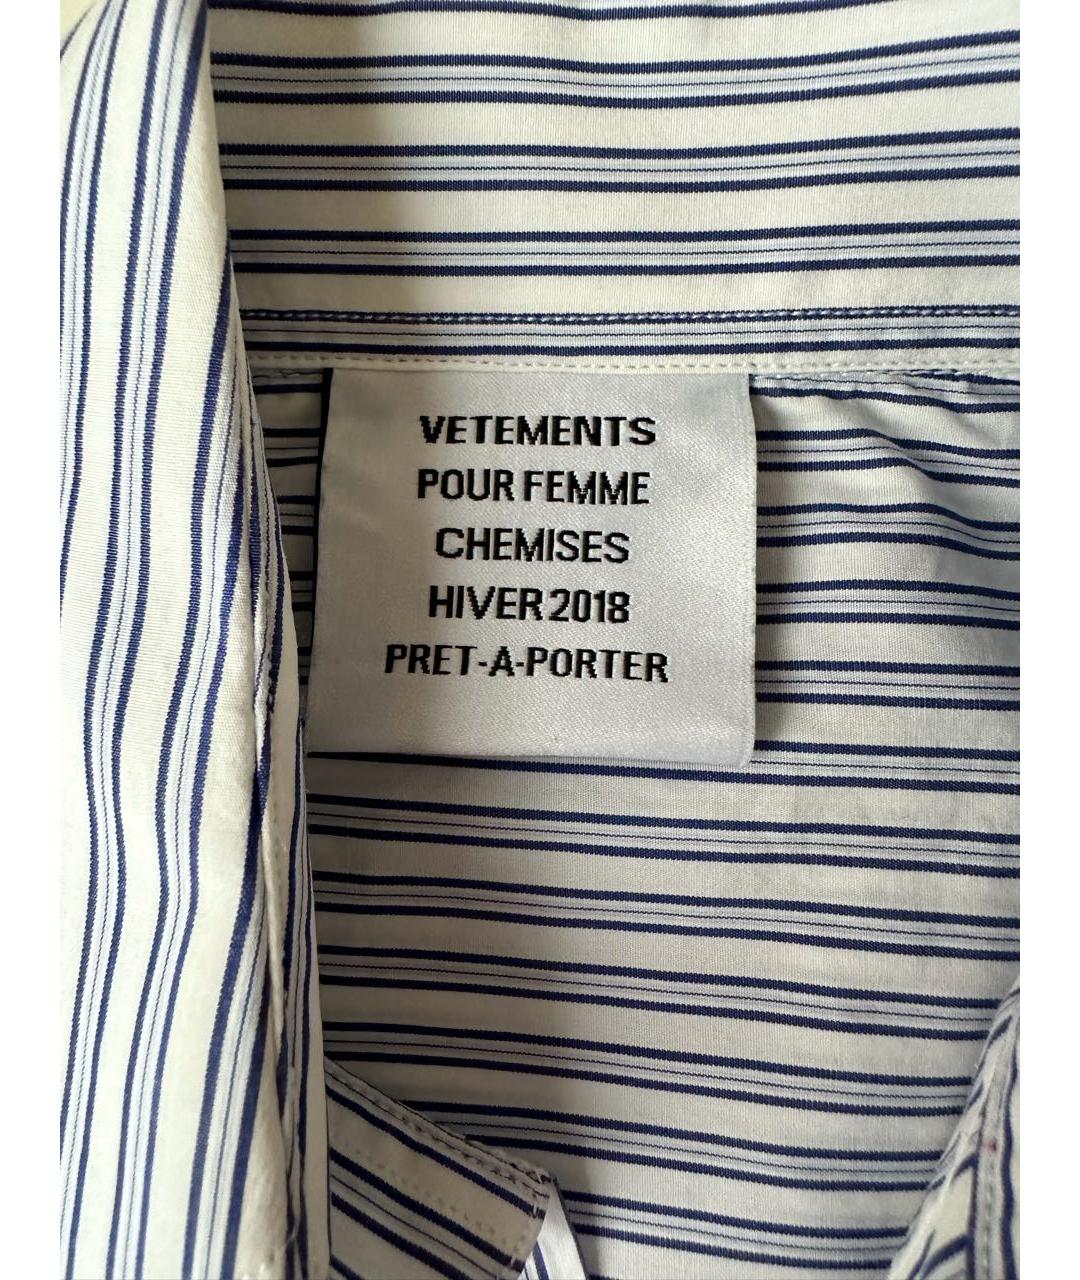 VETEMENTS
POUR FEMME
CHEMISES
HIVER 2018
PRET-A-PORTER